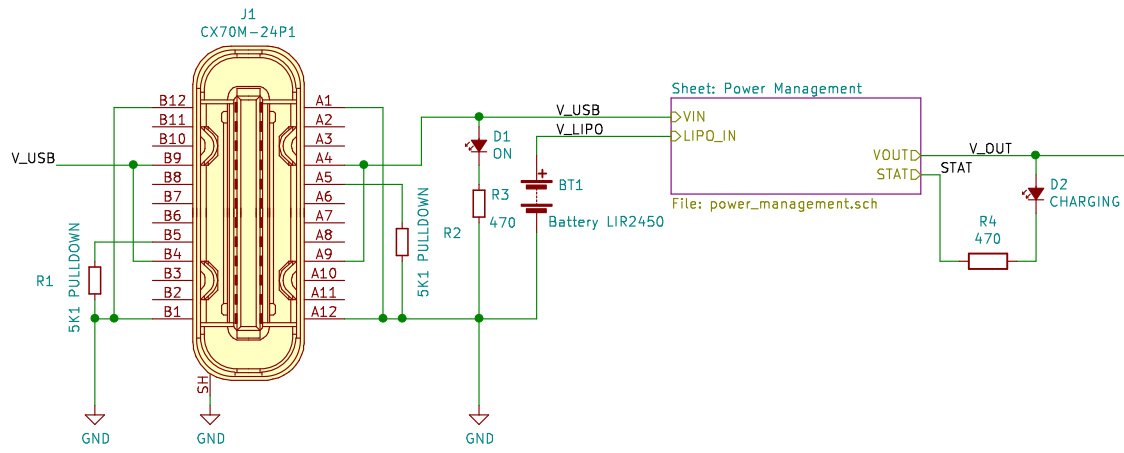 J1
CX70M-24P1
B12
B11
B10
B9
B8
B7
B6
B5
B4
B3
B2
B1
A1
A2
A3
A4
A5
A6
A7
A8
A9
A10
A11
A12
SH
V_USB
R1
5K1 PULLDOWN
GND
GND
R2
5K1 PULLDOWN
D1
ON
R3
470
GND
V_USB
V_LIPO
BT1
Battery LIR2450
Sheet: Power Management
VIN
LIPO_IN
VOUT
STAT
File: power_management.sch
V_OUT
STAT
D2
CHARGING
R4
470